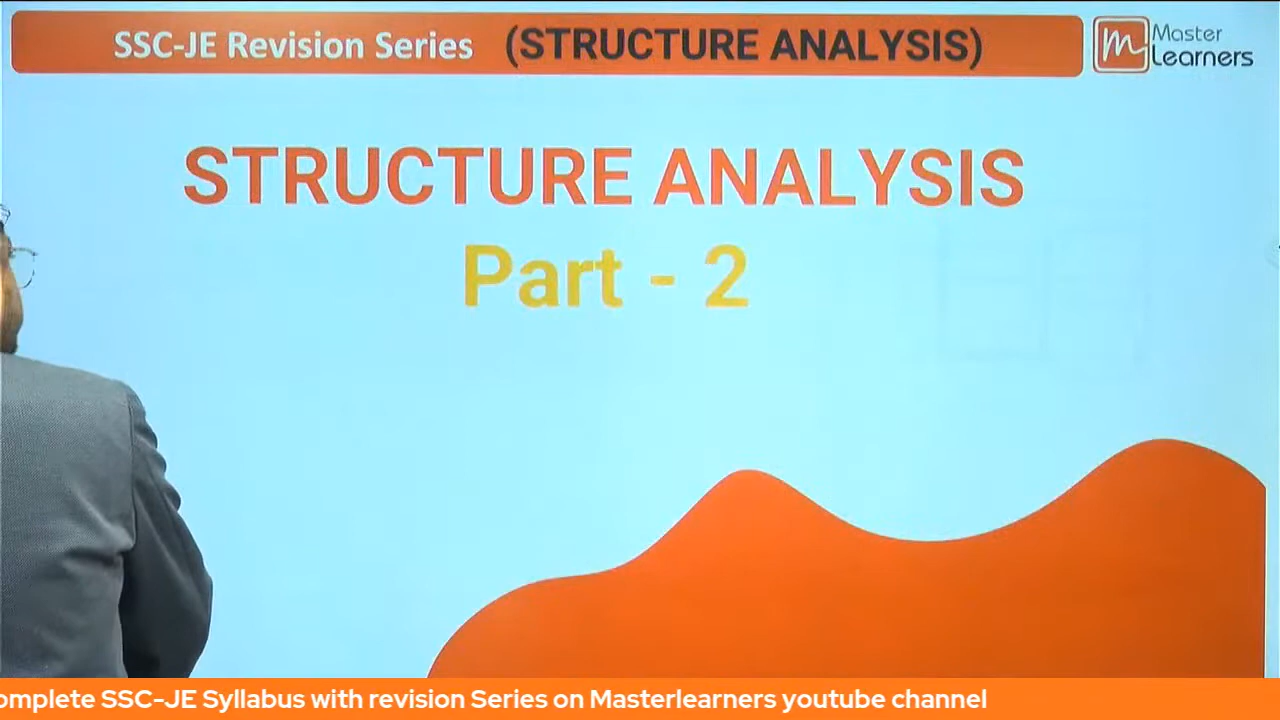 SSC-JE Revision Series (STRUCTURE ANALYSIS)
Master
Learners
STRUCTURE ANALYSIS
Part - 2
omplete SSC-JE Syllabus with revision Series on Masterlearners youtube channel